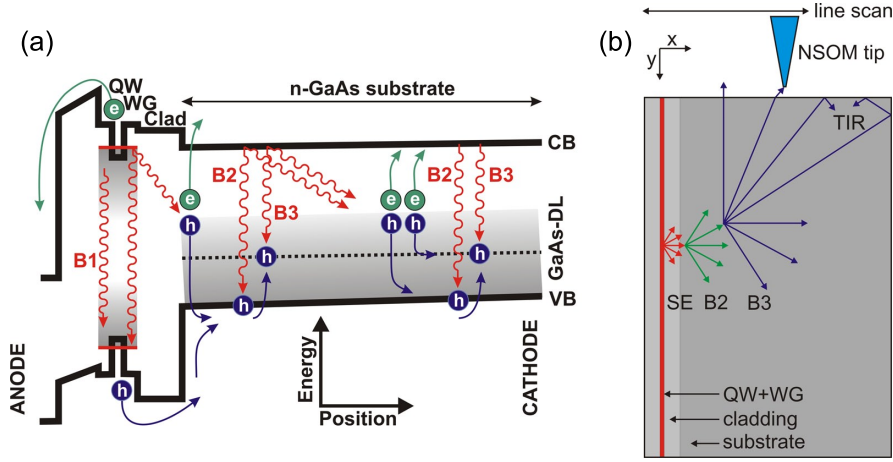 (a)
QW
WG
Clad
e
n-GaAs substrate
CB
B1
e
h
B2
B3
e
e
h
h
B2
B3
h
h
h
h
h
GaAs-DL
VB
ANODE
CATHODE
Energy
Position
(b)
line scan
x
y
NSOM tip
TIR
SE
B2
B3
QW+WG
cladding
substrate